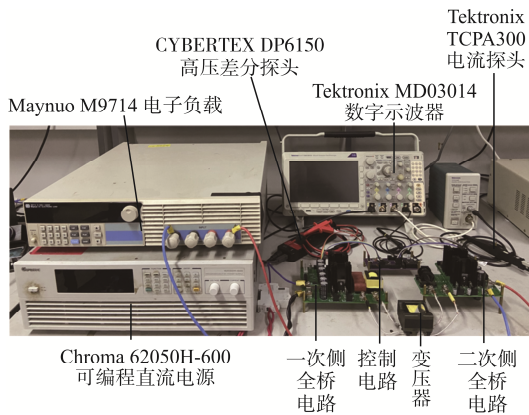 Tektronix
TCPA300
电流探头
CYBERTEX DP6150
高压差分探头
Tektronix MD03014
数字示波器
Maynuo M9714 电子负载
Chroma 62050H-600
可编程直流电源
一次侧
全桥
电路
控制
电路
变压器
二次侧
全桥
电路